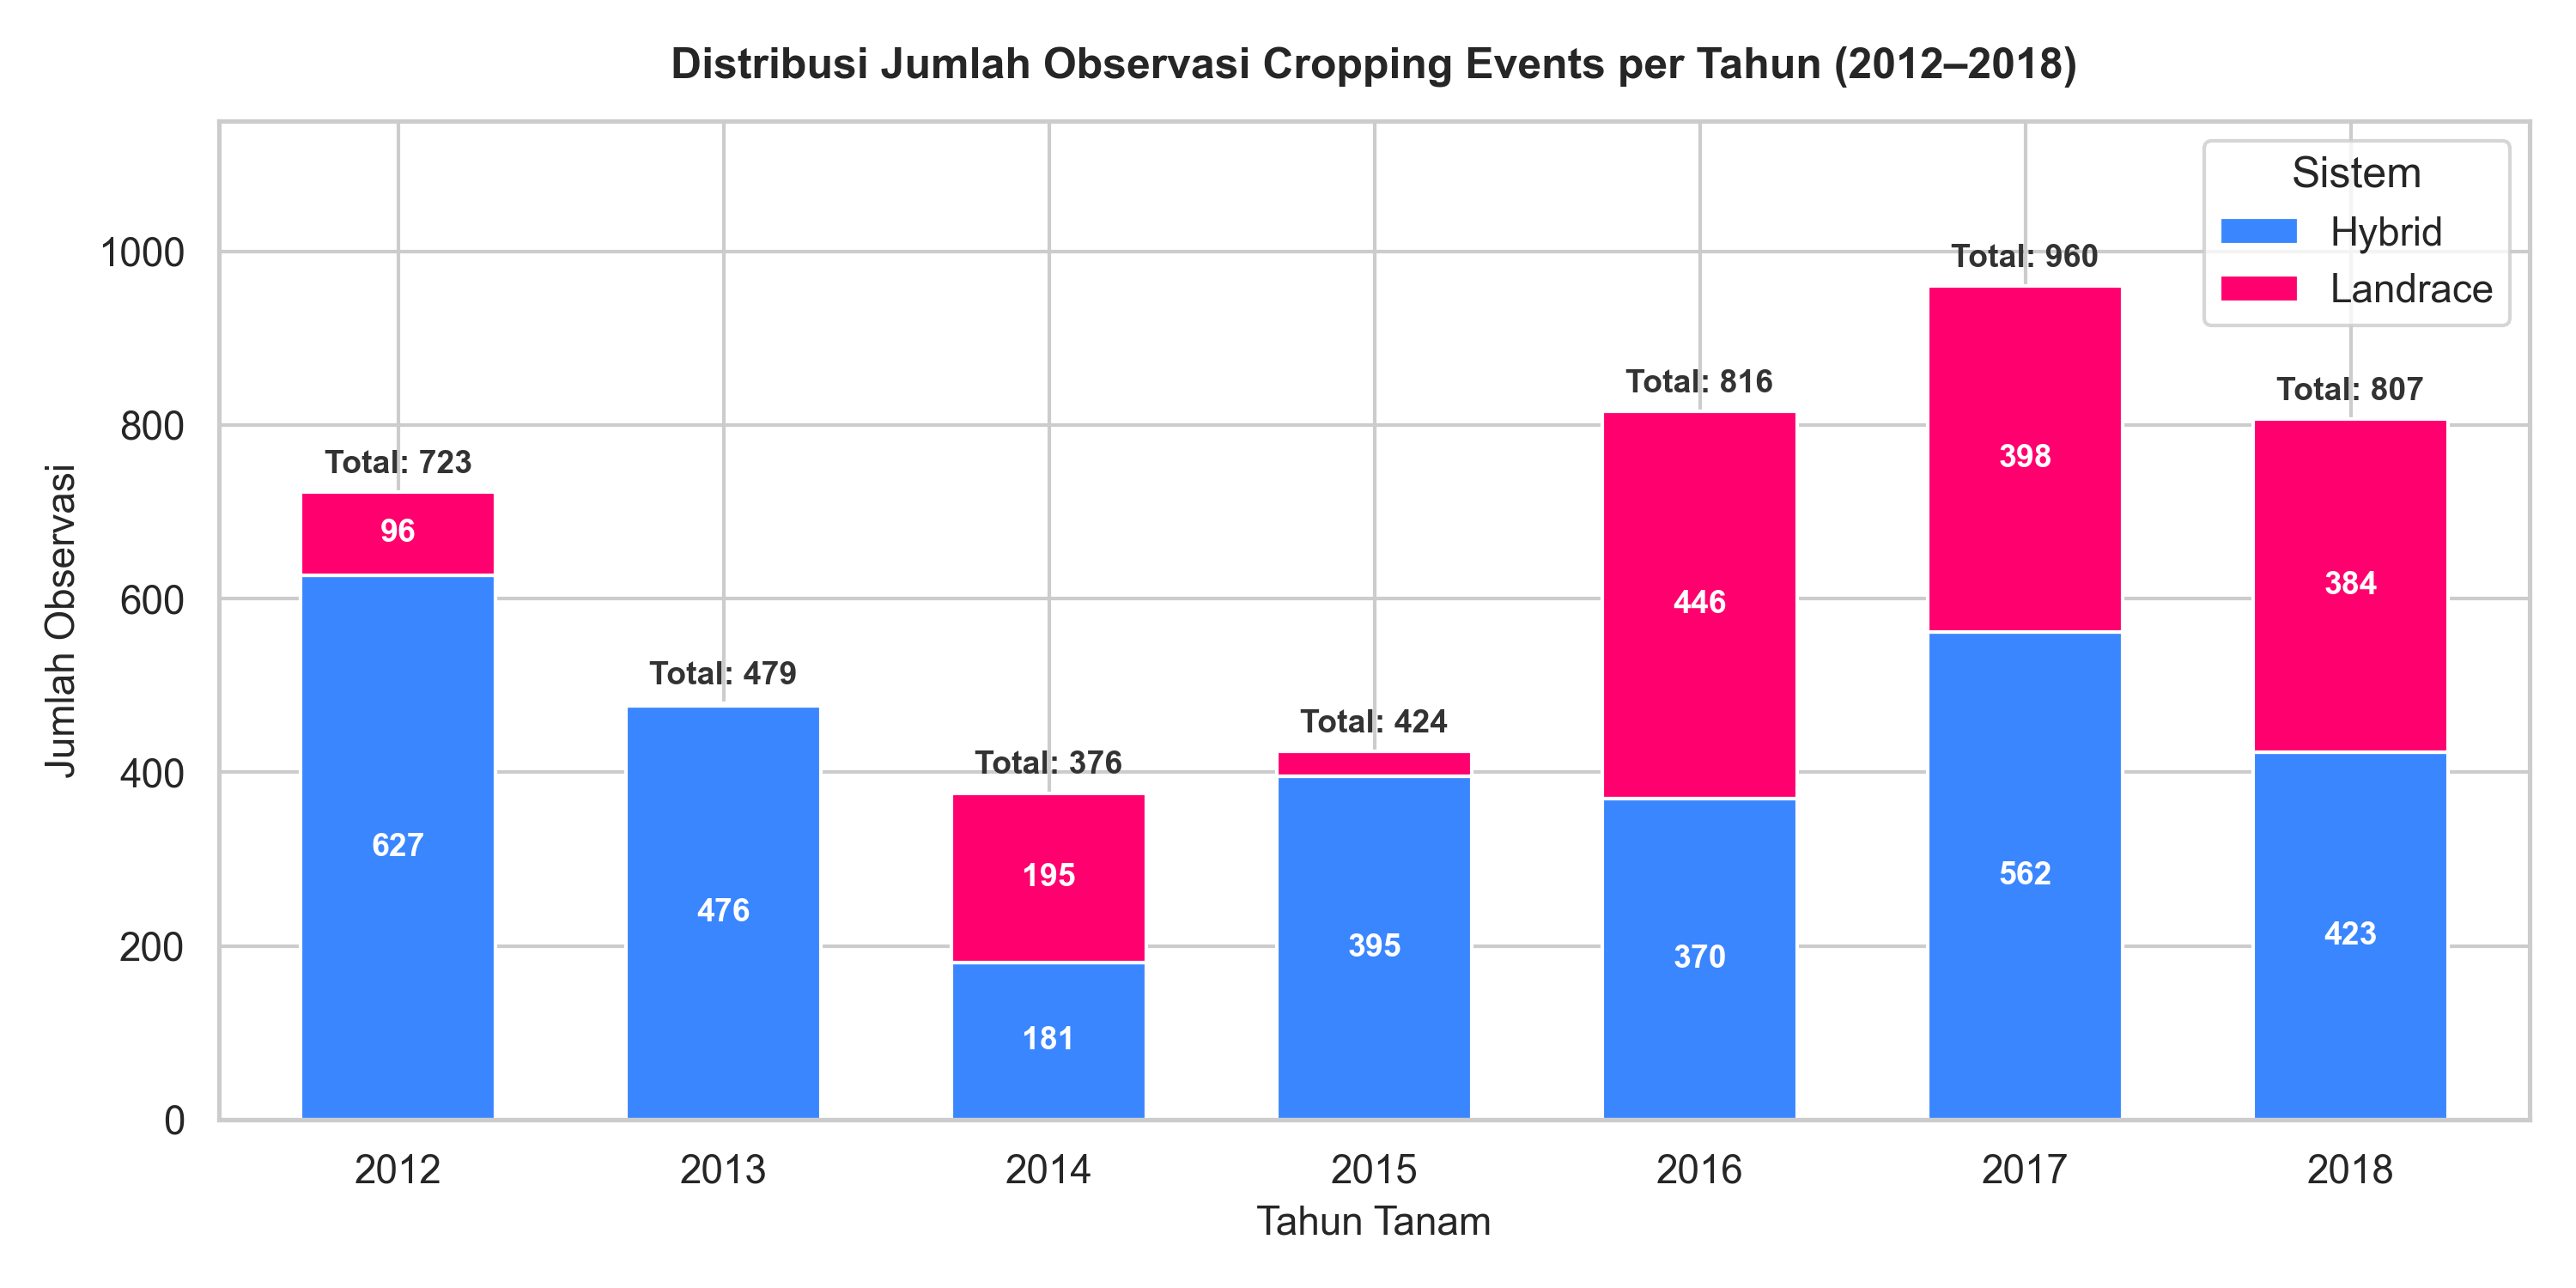 Distribusi Jumlah Observasi Cropping Events per Tahun (2012–2018)
Sistem
Hybrid
Landrace
Jumlah Observasi
1000
800
600
400
200
0
Total: 723
96
627
Total: 479
476
Total: 376
195
181
Total: 424
395
Total: 816
446
370
Total: 960
398
562
Total: 807
384
423
2012 2013 2014 2015 2016 2017 2018
Tahun Tanam